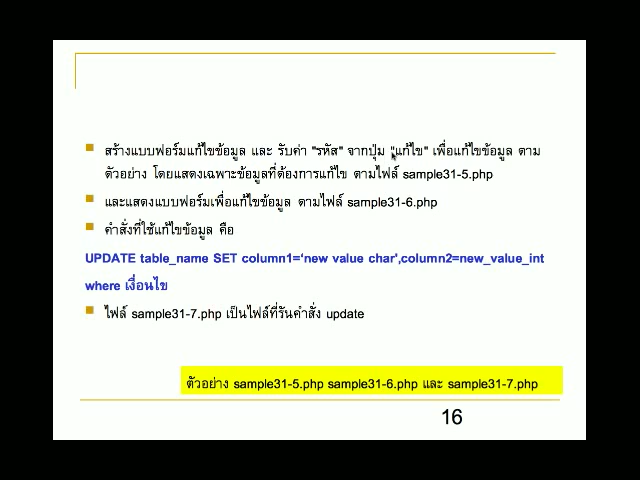 สร้างแบบฟอร์มแก้ไขข้อมูล และ รับค่า "รหัส" จากปุ่ม "แก้ไข" เพื่อแก้ไขข้อมูล ตาม
ตัวอย่าง โดยแสดงเฉพาะข้อมูลที่ต้องการแก้ไข ตามไฟล์ sample31-5.php
และแสดงแบบฟอร์มเพื่อแก้ไขข้อมูล ตามไฟล์ sample31-6.php
คำสั่งที่ใช้แก้ไขข้อมูล คือ
UPDATE table_name SET column1=‘new value char',column2=new_value_int
where เงื่อนไข
ไฟล์ sample31-7.php เป็นไฟล์ที่รันคำสั่ง update
ตัวอย่าง sample31-5.php sample31-6.php และ sample31-7.php
16